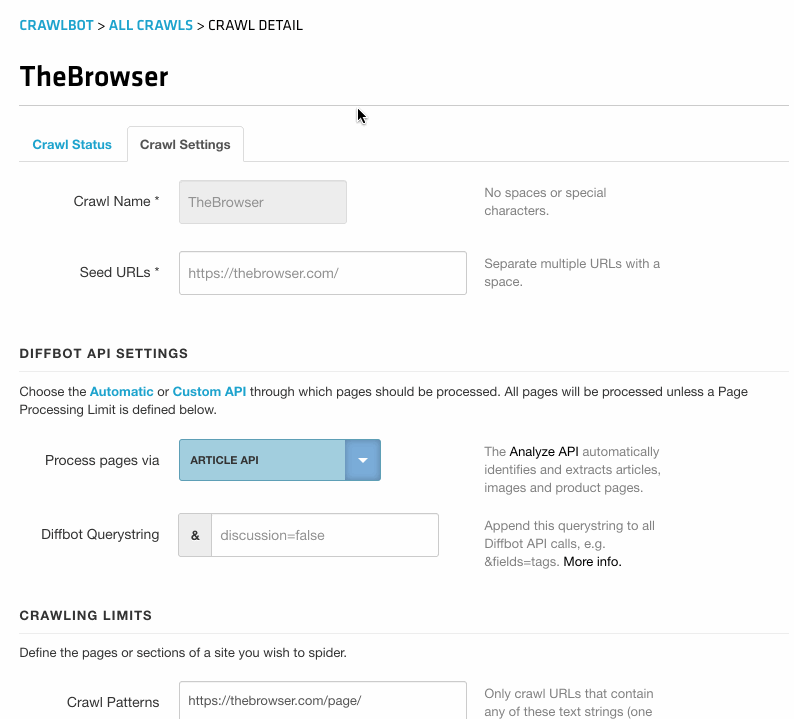 CRAWLBOT > ALL CRAWLS > CRAWL DETAIL
TheBrowser
Crawl Status
Crawl Settings
Crawl Name *
TheBrowser
No spaces or special
characters.
Seed URLs *
https://thebrowser.com/
Separate multiple URLs with a
space.
DIFFBOT API SETTINGS
Choose the Automatic or Custom API through which pages should be processed. All pages will be processed unless a Page
Processing Limit is defined below.
Process pages via
ARTICLE API
The Analyze API automatically
identifies and extracts articles,
images and product pages.
Diffbot Querystring
&
discussion=false
Append this querystring to all
Diffbot API calls, e.g.
&fields=tags. More info.
CRAWLING LIMITS
Define the pages or sections of a site you wish to spider.
Crawl Patterns
https://thebrowser.com/page/
Only crawl URLs that contain
any of these text strings (one